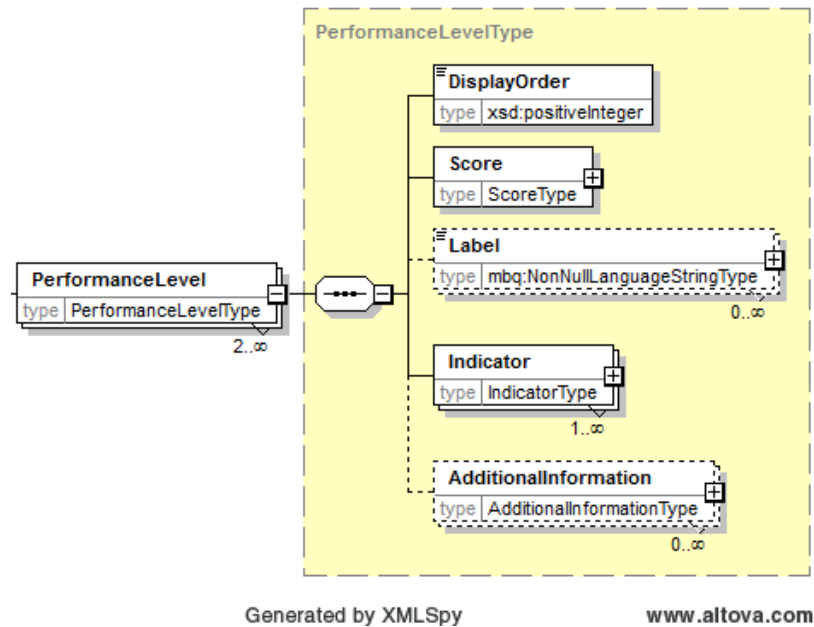 PerformanceLevelType
DisplayOrder
type xsd:positiveInteger
Score
type ScoreType
Label
type mbq:NonNullLanguageStringType
0..∞
PerformanceLevel
type PerformanceLevelType
2..∞
Indicator
type IndicatorType
1..∞
AdditionalInformation
type AdditionalInformationType
0..∞
Generated by XMLSpy www.altova.com